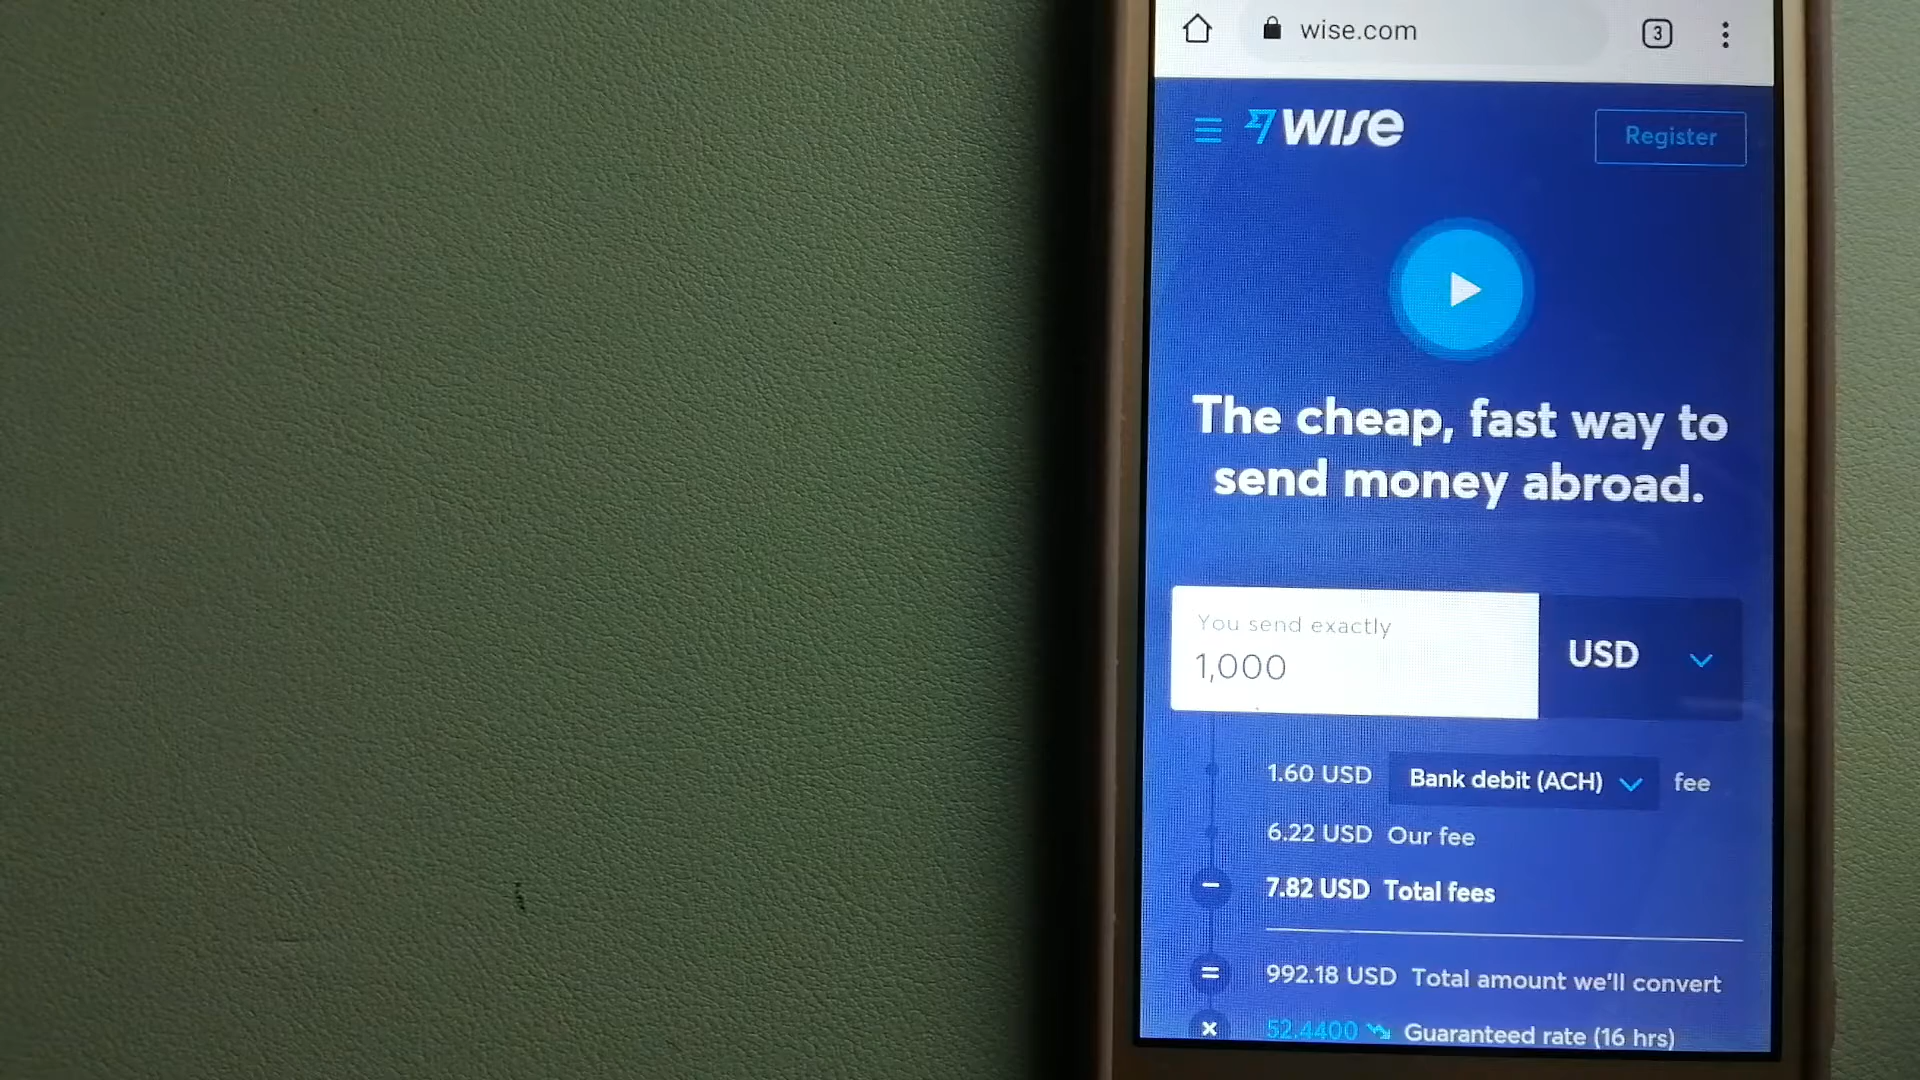 wise.com
3
WISE
Register
The cheap, fast way to
send money abroad.
You send exactly
1,000
USD
1.60 USD Bank debit (ACH) fee
6.22 USD Our fee
– 7.82 USD Total fees
= 992.18 USD Total amount we'll convert
× 52.4400 Guaranteed rate (16 hrs)